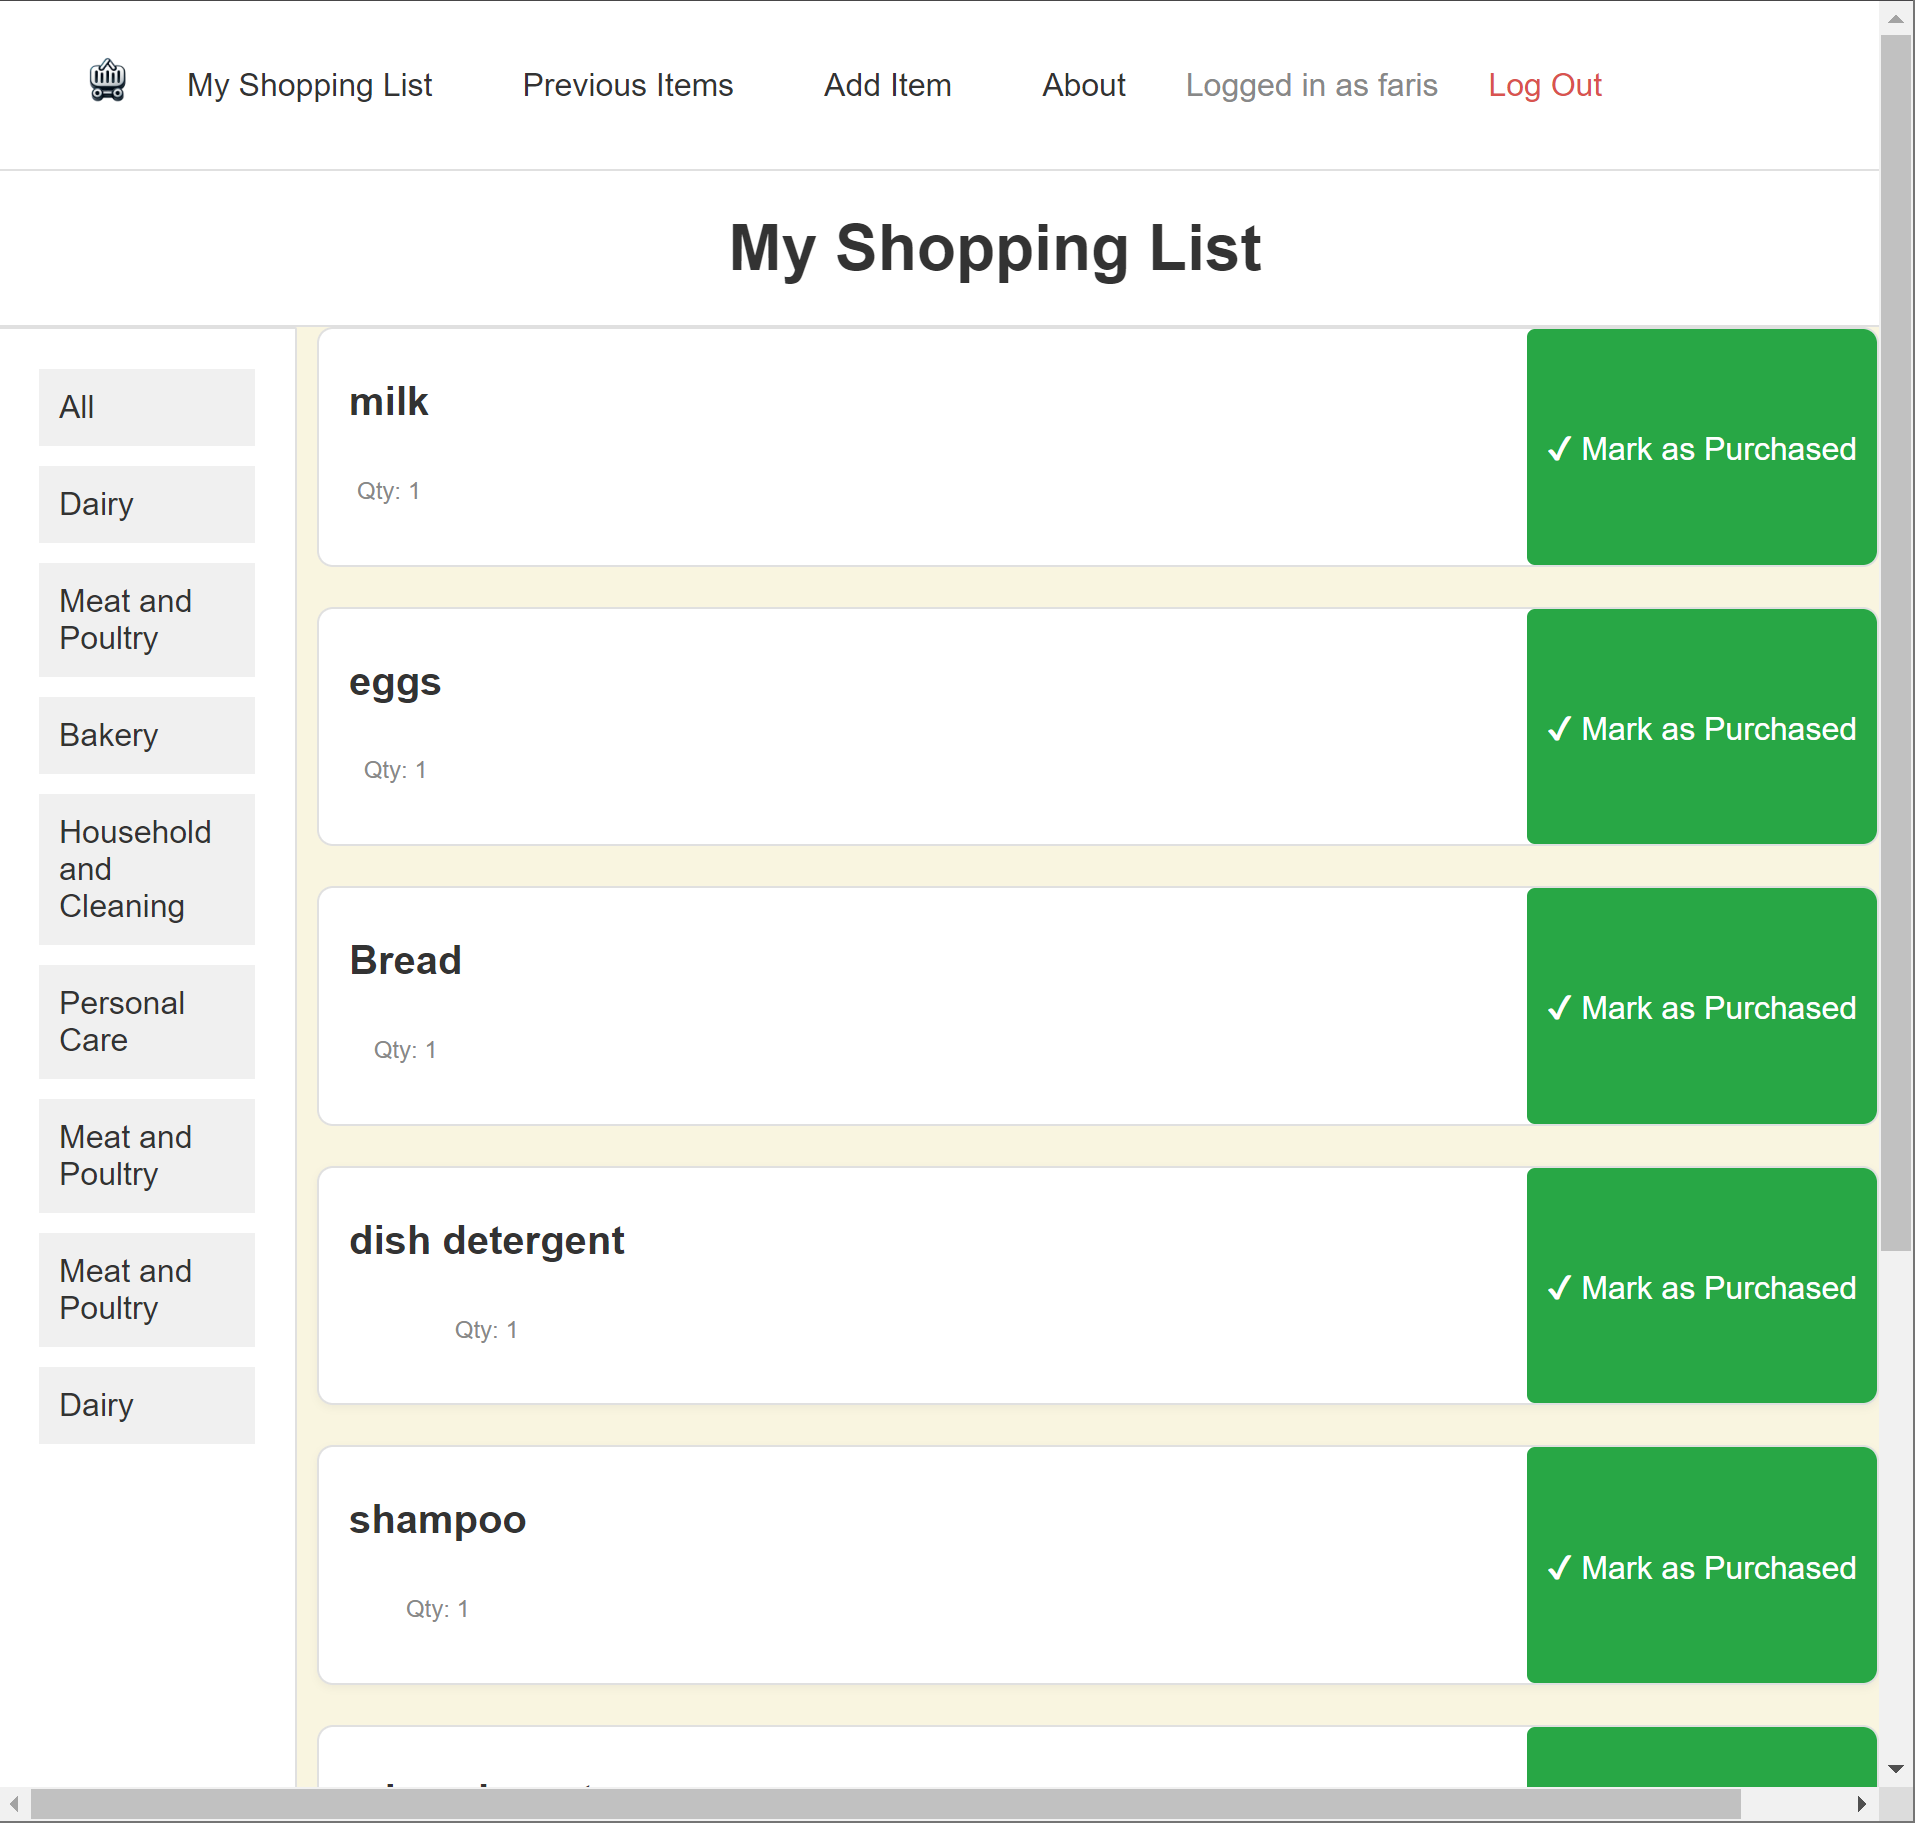 My Shopping List Previous Items Add Item About Logged in as faris Log Out
My Shopping List
All
Dairy
Meat and
Poultry
Bakery
Household
and
Cleaning
Personal
Care
Meat and
Poultry
Meat and
Poultry
Dairy
milk
Qty: 1
✓ Mark as Purchased
eggs
Qty: 1
✓ Mark as Purchased
Bread
Qty: 1
✓ Mark as Purchased
dish detergent
Qty: 1
✓ Mark as Purchased
shampoo
Qty: 1
✓ Mark as Purchased